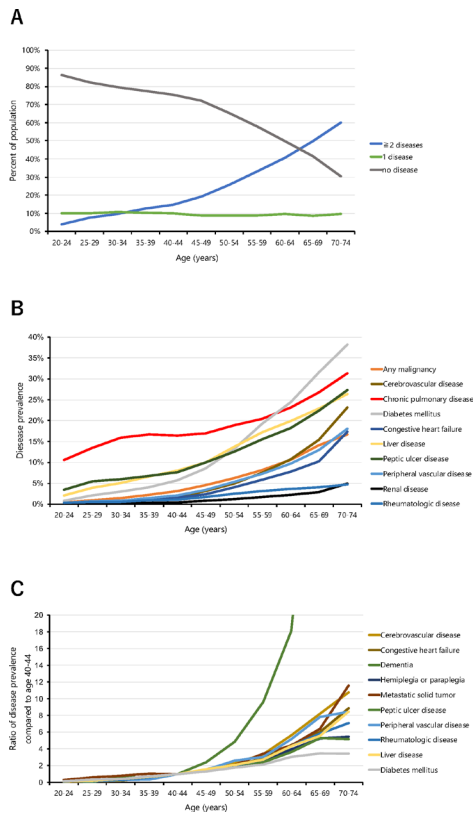 A
100%
90%
80%
70%
60%
50%
40%
30%
20%
10%
0%
Percent of population
20-24 25-29 30-34 35-39 40-44 45-49 50-54 55-59 60-64 65-69 70-74
Age (years)
1 disease
no disease
B
40%
35%
30%
25%
20%
15%
10%
5%
0%
Diesease prevalence
20-24 25-29 30-34 35-39 40-44 45-49 50-54 55-59 60-64 65-69 70-74
Age (years)
Any malignancy
Cerebrovascular disease
Chronic pulmonary disease
Diabetes mellitus
Congestive heart failure
Liver disease
Peptic ulcer disease
Peripheral vascular disease
Renal disease
Rheumatologic disease
C
20
18
16
14
12
10
8
6
4
2
0
Ratio of disease prevalence
compared to age 40-44
20-24 25-29 30-34 35-39 40-44 45-49 50-54 55-59 60-64 65-69 70-74
Age (years)
Cerebrovascular disease
Congestive heart failure
Dementia
Hemiplegia or paraplegia
Metastatic solid tumor
Peptic ulcer disease
Peripheral vascular disease
Rheumatologic disease
Liver disease
Diabetes mellitus